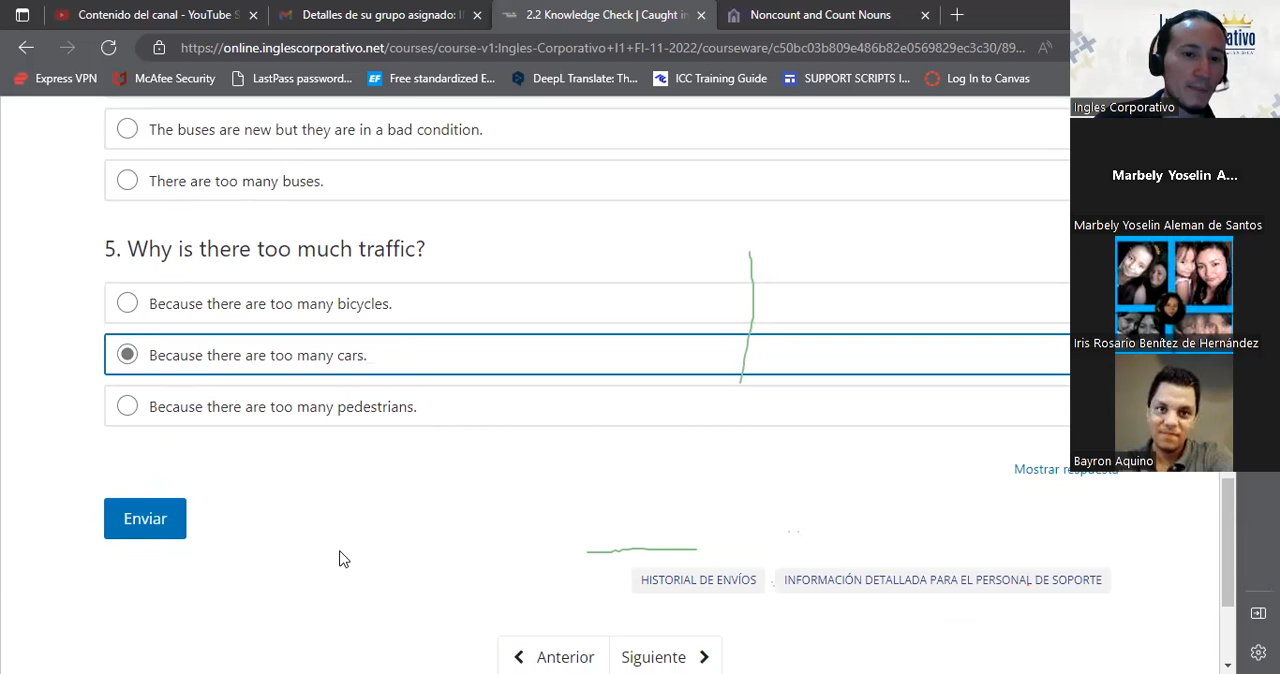 Contenido del canal - YouTube S
Detalles de su grupo asignado: I
2.2 Knowledge Check | Caught in
Noncount and Count Nouns
https://online.inglescorporativo.net/courses/course-v1:Ingles-Corporativo+I1+FI-11-2022/courseware/c50bc03b809e486b82e0569829ec3c30/89...
Express VPN
McAfee Security
LastPass password...
Free standardized E...
DeepL Translate: Th...
ICC Training Guide
SUPPORT SCRIPTS I...
Log In to Canvas
Ingles Corporativo
The buses are new but they are in a bad condition.
There are too many buses.
Marbely Yoselin A...
Marbely Yoselin Aleman de Santos
5. Why is there too much traffic?
Because there are too many bicycles.
Because there are too many cars.
Because there are too many pedestrians.
Iris Rosario Benítez de Hernández
Bayron Aquino
Mostrar respuesta
Enviar
HISTORIAL DE ENVÍOS
INFORMACIÓN DETALLADA PARA EL PERSONAL DE SOPORTE
Anterior
Siguiente